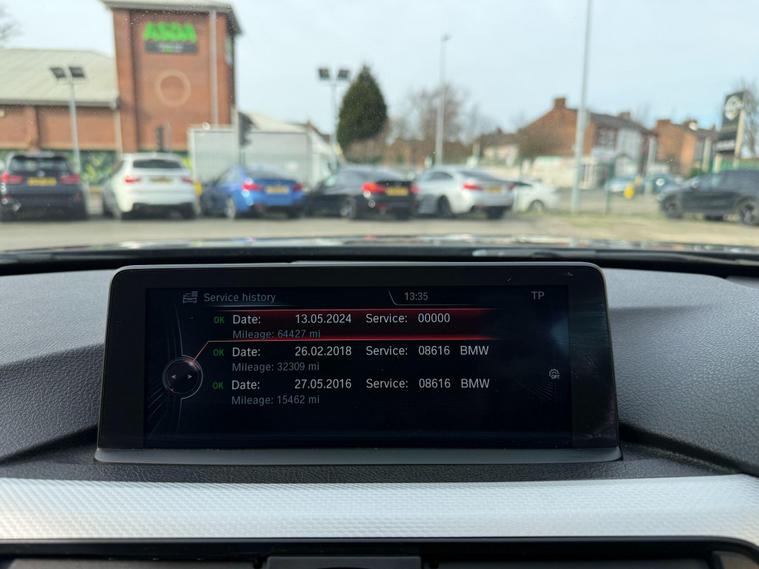 ASDA
Service history 13:35 TP
OK Date: 13.05.2024 Service: 00000
Mileage: 64427 mi
OK Date: 26.02.2018 Service: 08616 BMW
Mileage: 32309 mi
OK Date: 27.05.2016 Service: 08616 BMW
Mileage: 15462 mi
OFF